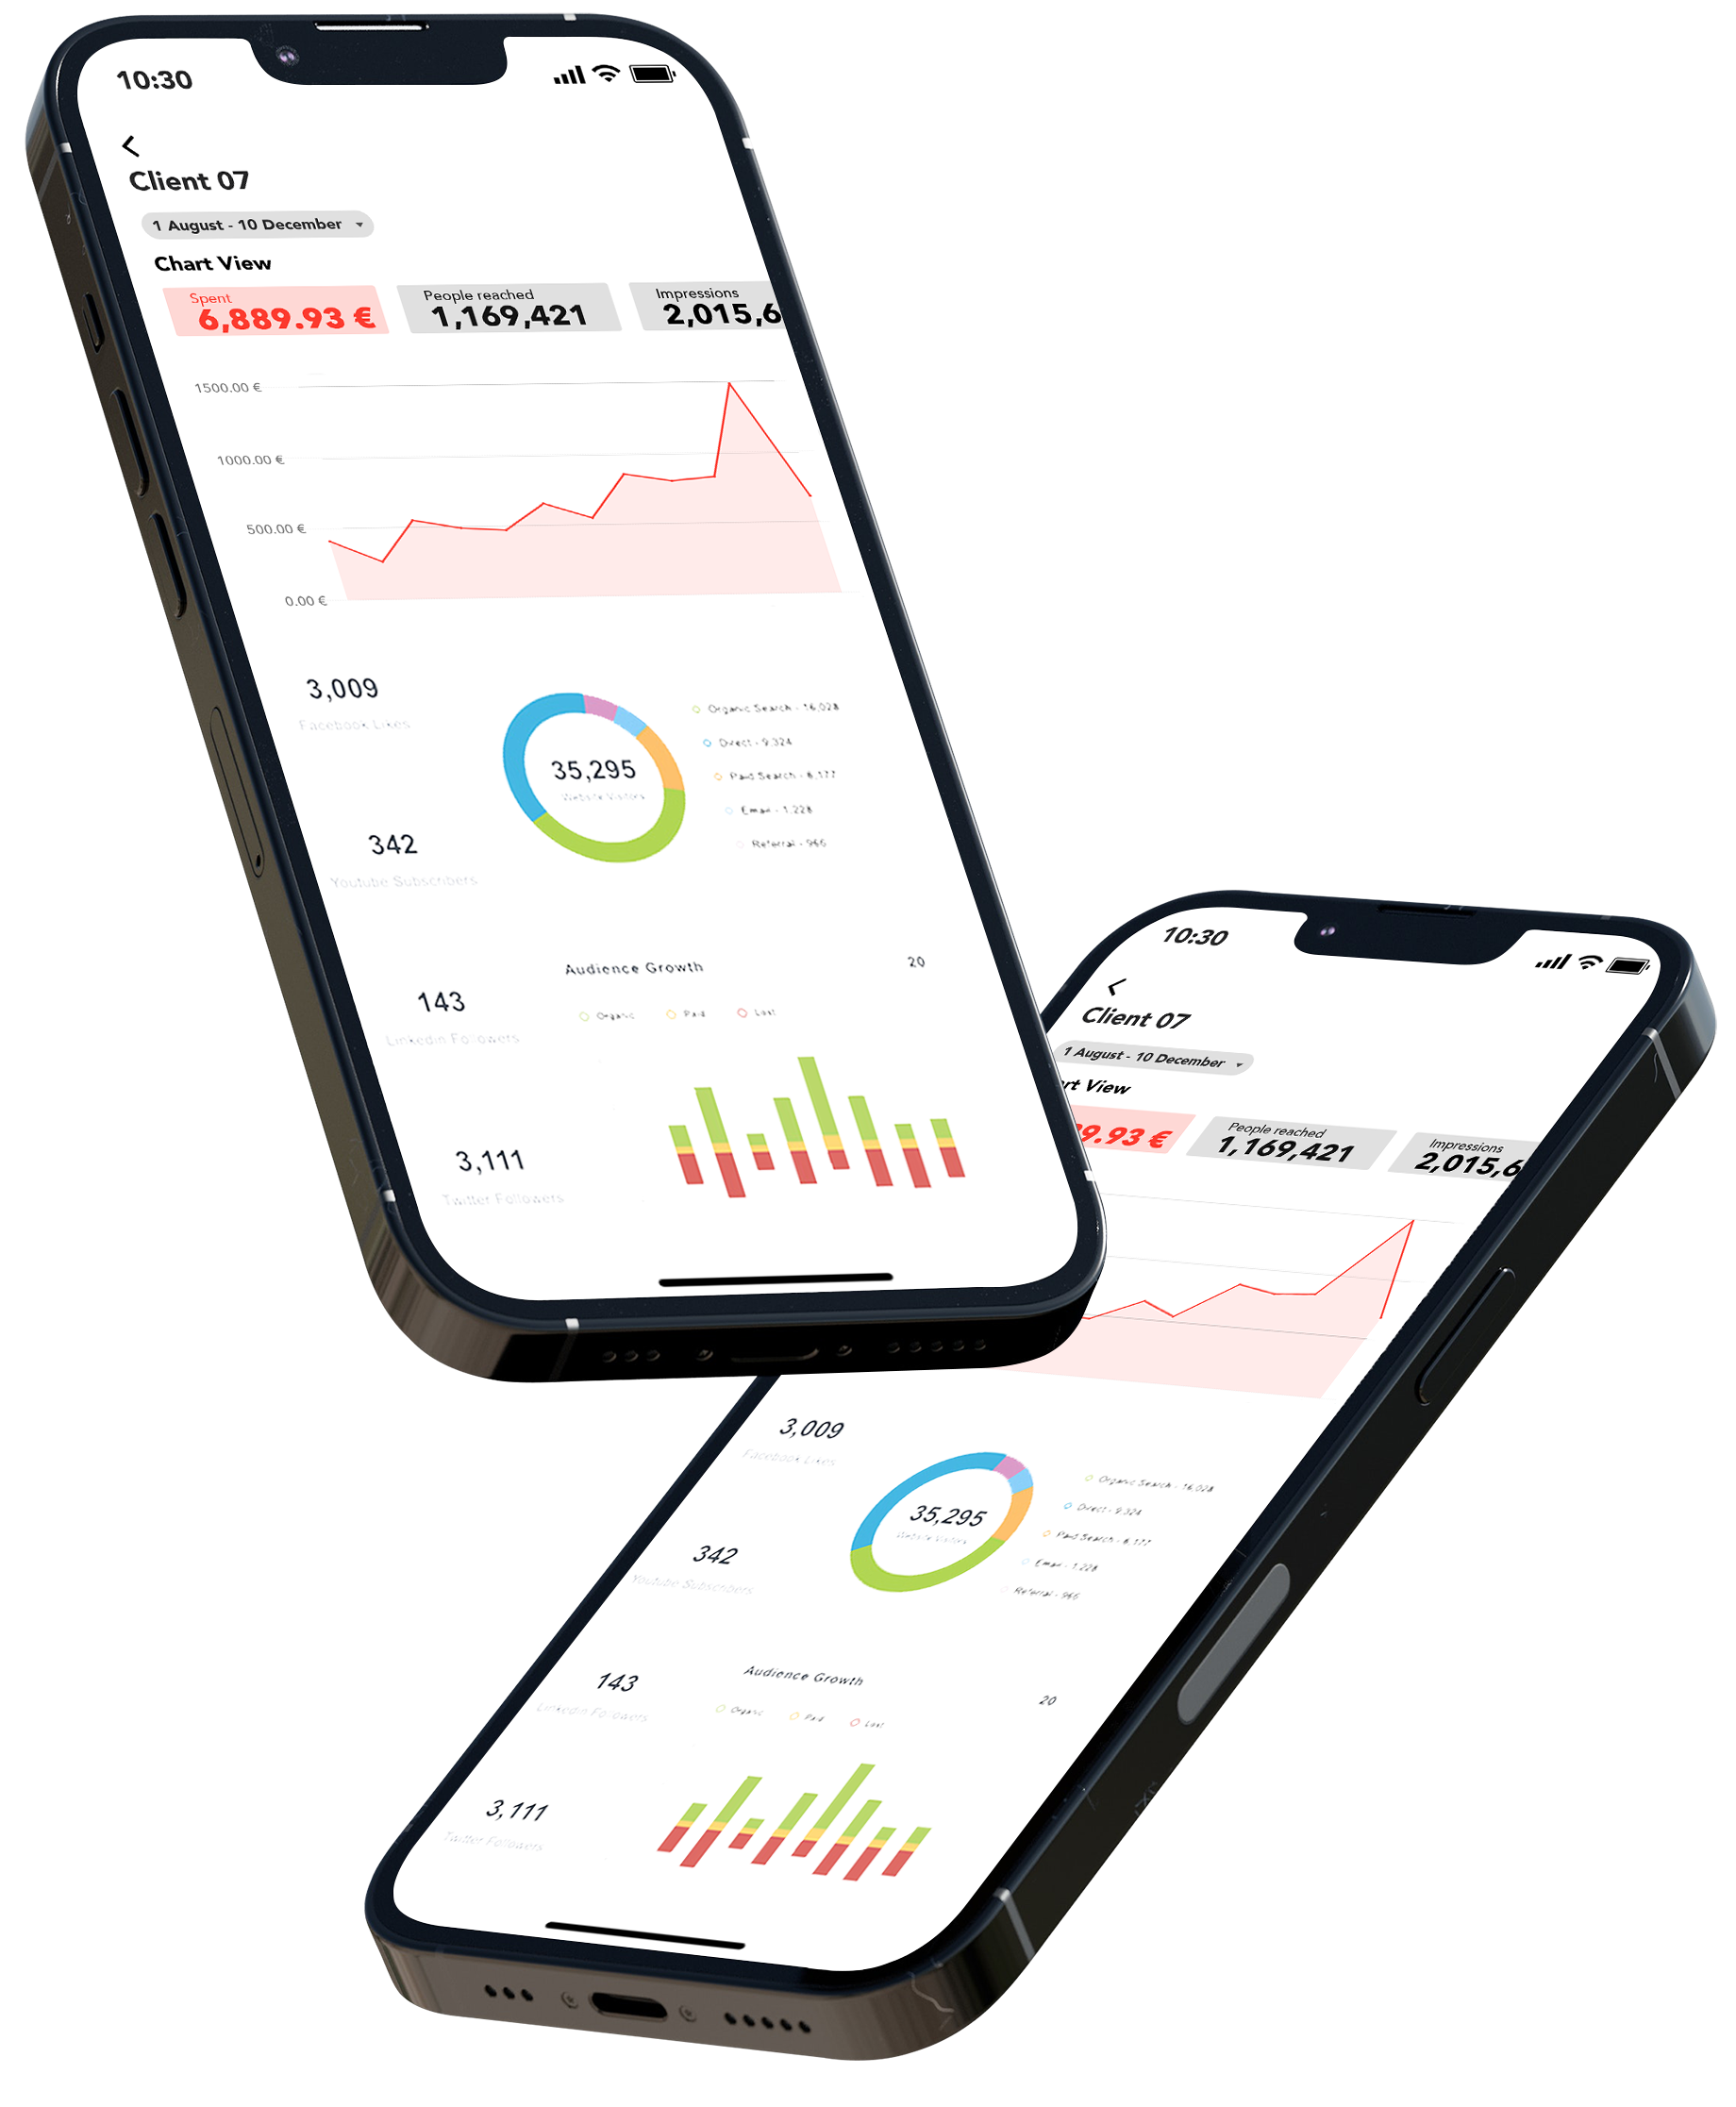 10:30
Client 07
1 August - 10 December
Chart View
Spent
6,889.93 €
People reached
1,169,421
Impressions
2,015,6
1500.00 €
1000.00 €
500.00 €
0.00 €
3,009
Facebook Likes
35,295
Website Visitors
Organic Search - 16,028
Direct - 9,324
Paid Search - 6,177
Email - 1,228
Referral - 966
342
Youtube Subscribers
143
Linkedin Followers
Audience Growth
20
Organic
Paid
Lost
3,111
Twitter Followers
10:30
Client 07
1 August - 10 December
rt View
9.93 €
People reached
1,169,421
Impressions
2,015,6
3,009
Facebook Likes
35,295
Website Visitors
Organic Search - 16,028
Direct - 9,324
Paid Search - 6,177
Email - 1,228
Referral - 966
342
Youtube Subscribers
143
Linkedin Followers
Audience Growth
20
Organic
Paid
Lost
3,111
Twitter Followers